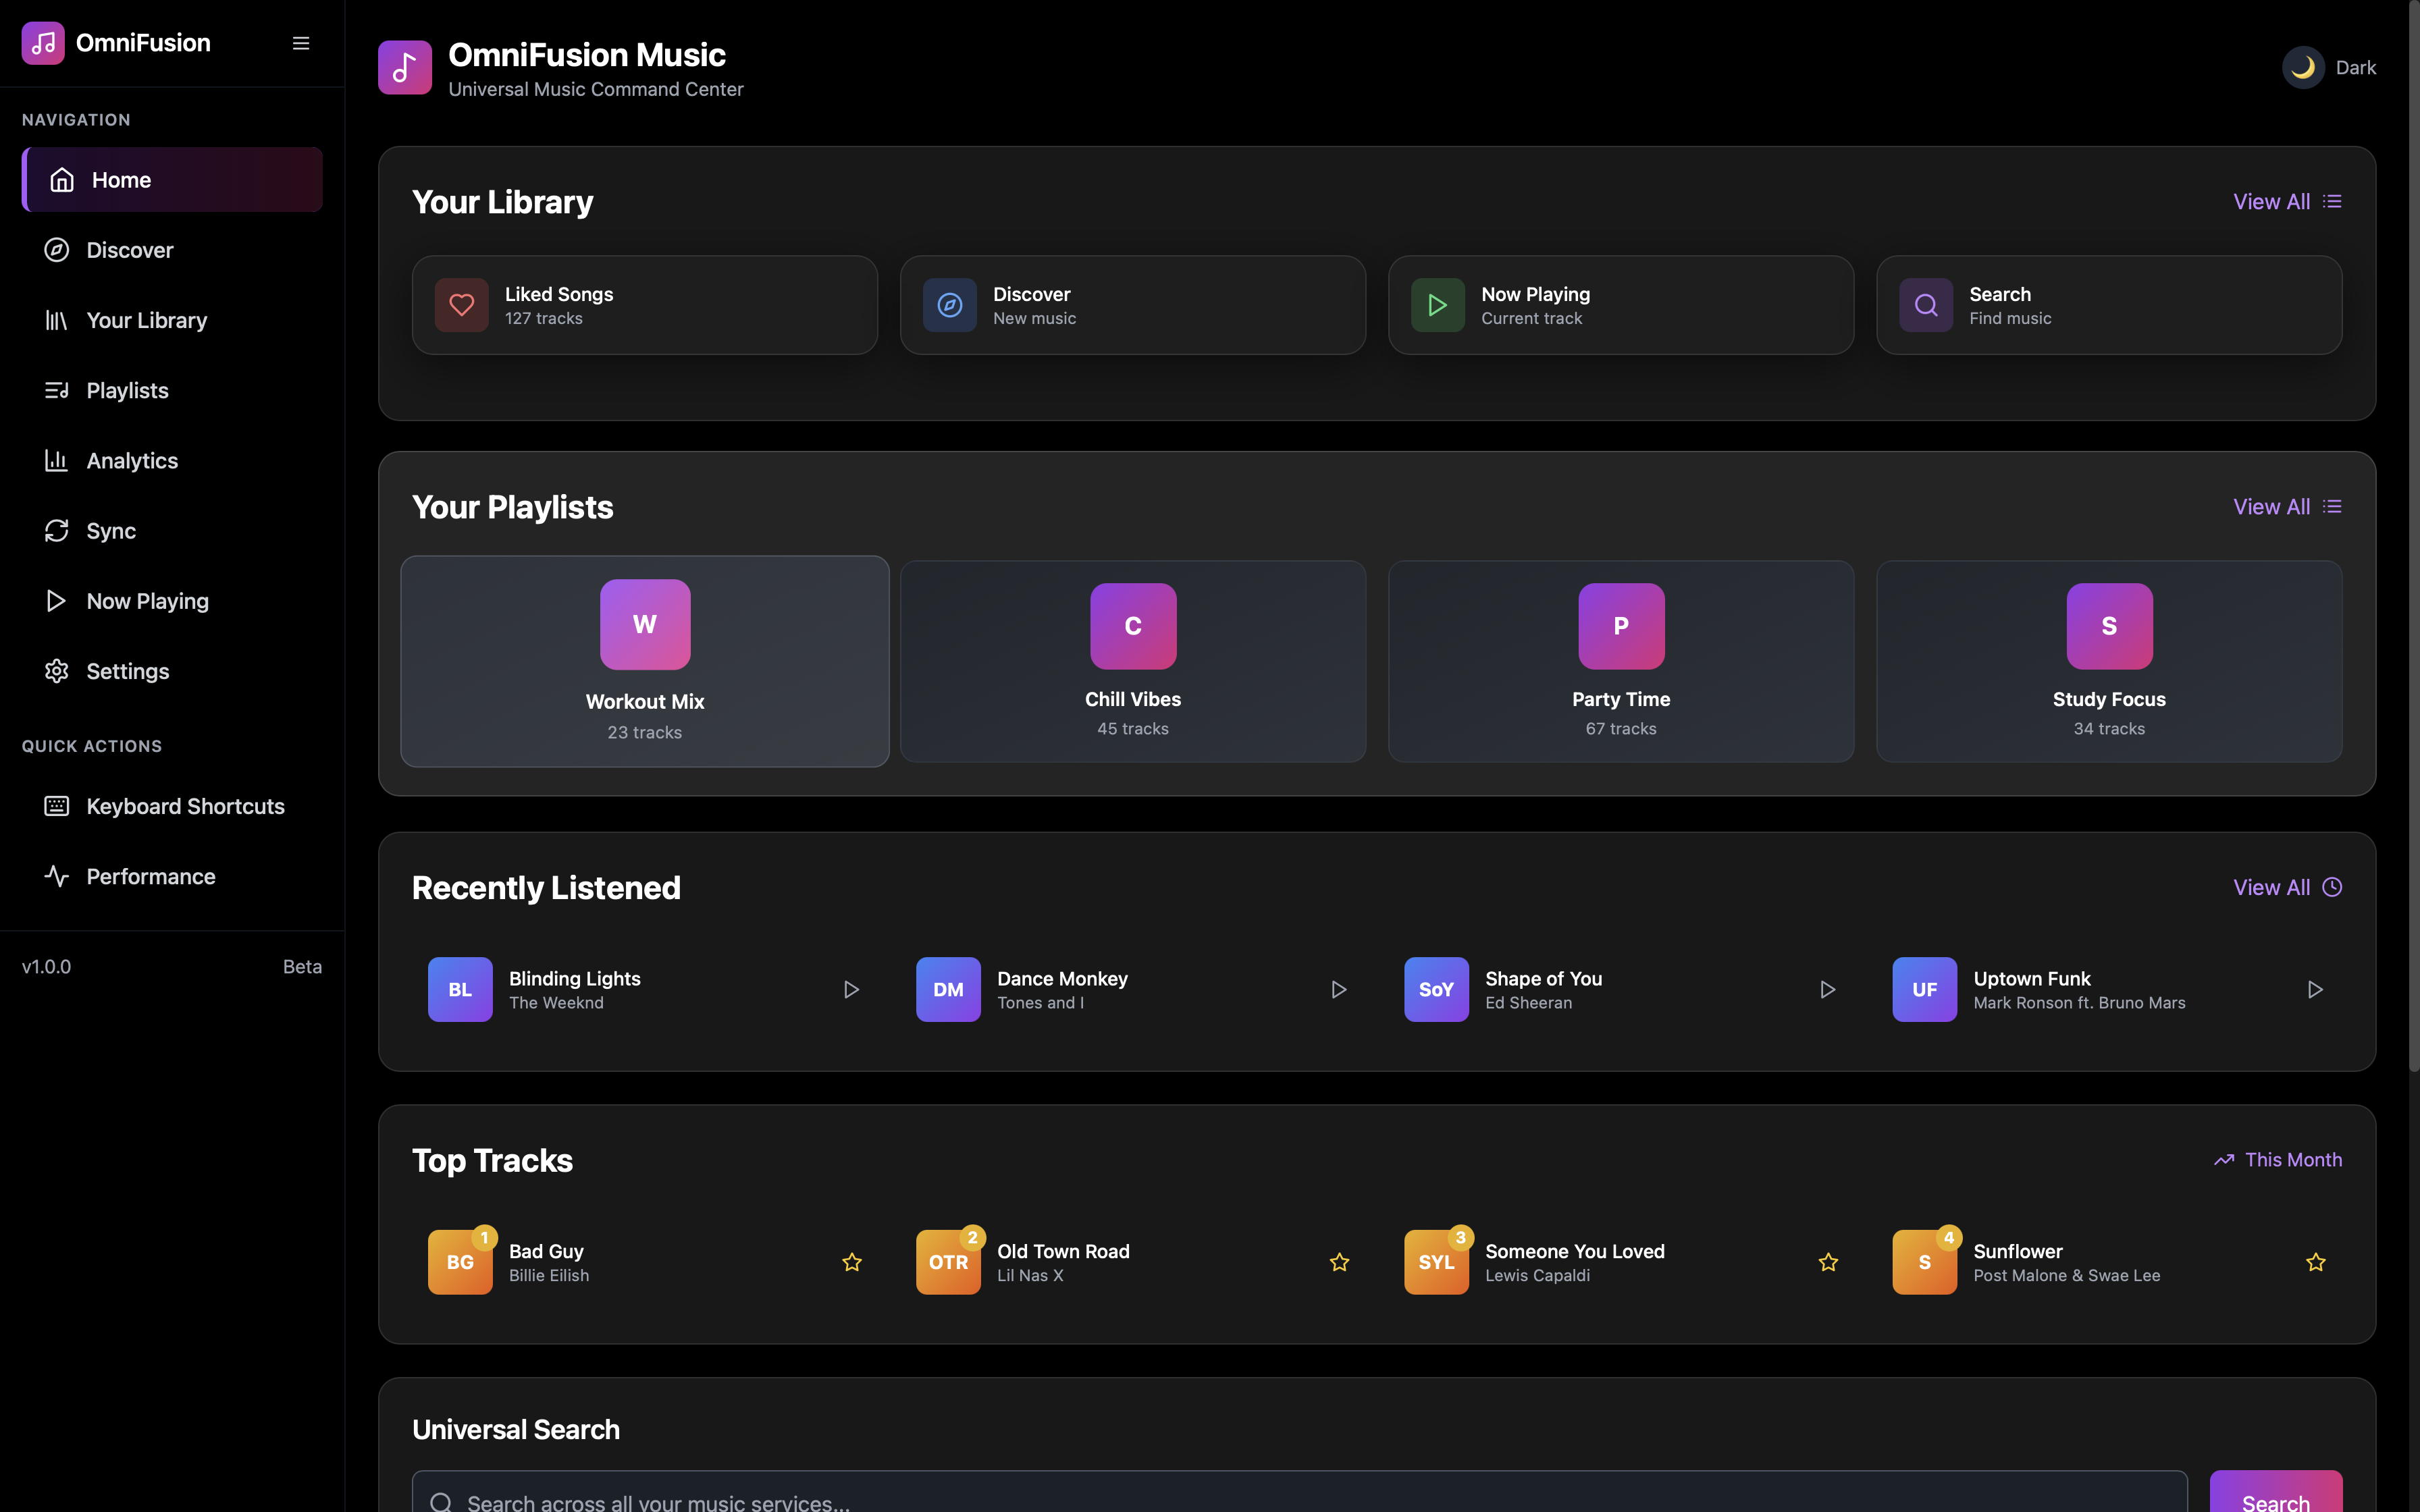 OmniFusion
NAVIGATION
Home
Discover
Your Library
Playlists
Analytics
Sync
Now Playing
Settings
QUICK ACTIONS
Keyboard Shortcuts
Performance
v1.0.0 Beta
OmniFusion Music
Universal Music Command Center
Dark
Your Library
View All
Liked Songs
127 tracks
Discover
New music
Now Playing
Current track
Search
Find music
Your Playlists
View All
W
Workout Mix
23 tracks
C
Chill Vibes
45 tracks
P
Party Time
67 tracks
S
Study Focus
34 tracks
Recently Listened
View All
BL
Blinding Lights
The Weeknd
DM
Dance Monkey
Tones and I
SoY
Shape of You
Ed Sheeran
UF
Uptown Funk
Mark Ronson ft. Bruno Mars
Top Tracks
This Month
BG
1
Bad Guy
Billie Eilish
OTR
2
Old Town Road
Lil Nas X
SYL
3
Someone You Loved
Lewis Capaldi
S
4
Sunflower
Post Malone & Swae Lee
Universal Search
Search across all your music services...
Search